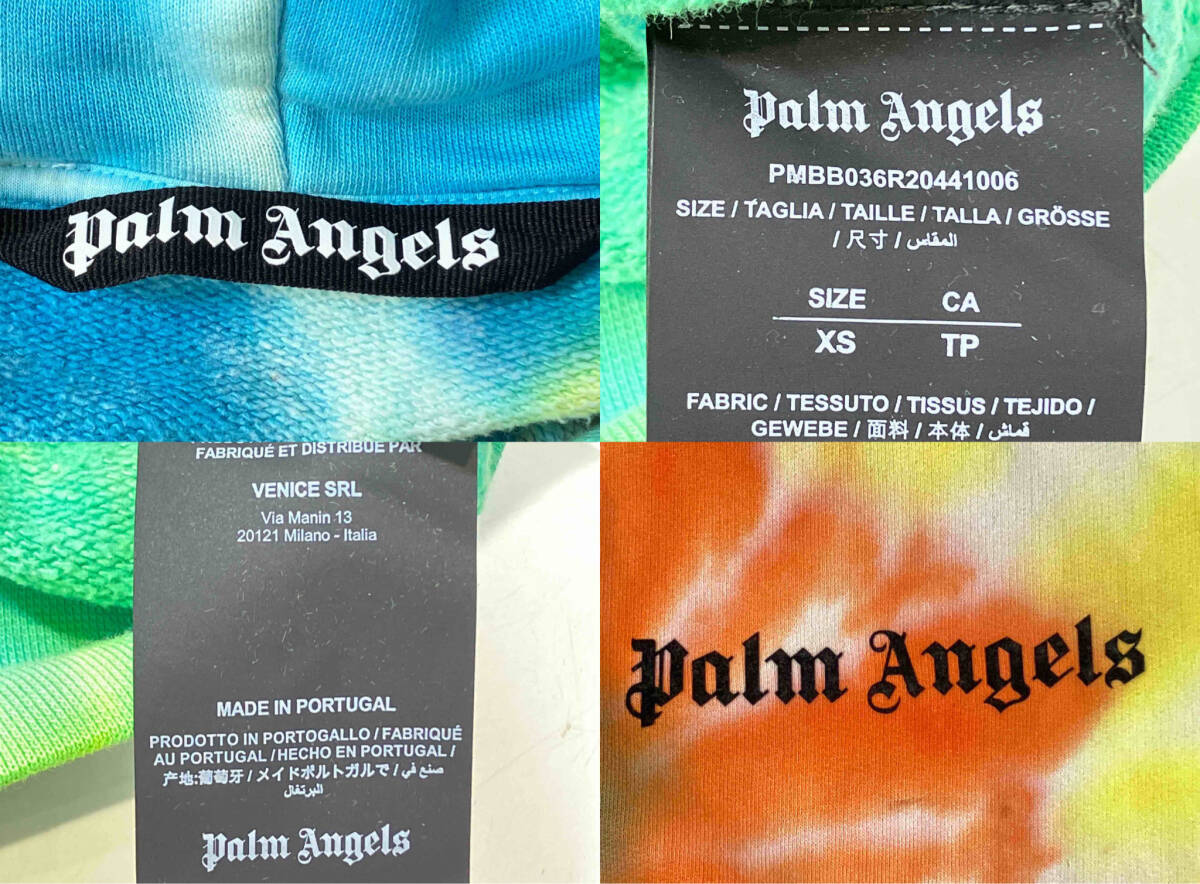 Palm Angels
Palm Angels
PMBB036R20441006
SIZE / TAGLIA / TAILLE / TALLA / GRÖSSE
/ 尺寸 / المقاس
SIZE CA
XS TP
FABRIC / TESSUTO / TISSUS / TEJIDO /
GEWEBE / 面料 / 本体 / قماش
FABRIQUÉ ET DISTRIBUÉ PAR
VENICE SRL
Via Manin 13
20121 Milano - Italia
MADE IN PORTUGAL
PRODOTTO IN PORTOGALLO / FABRIQUÉ
AU PORTUGAL / HECHO EN PORTUGAL /
产地:葡萄牙 / メイドポルトガルで / صنع في
البرتغال
Palm Angels
Palm Angels